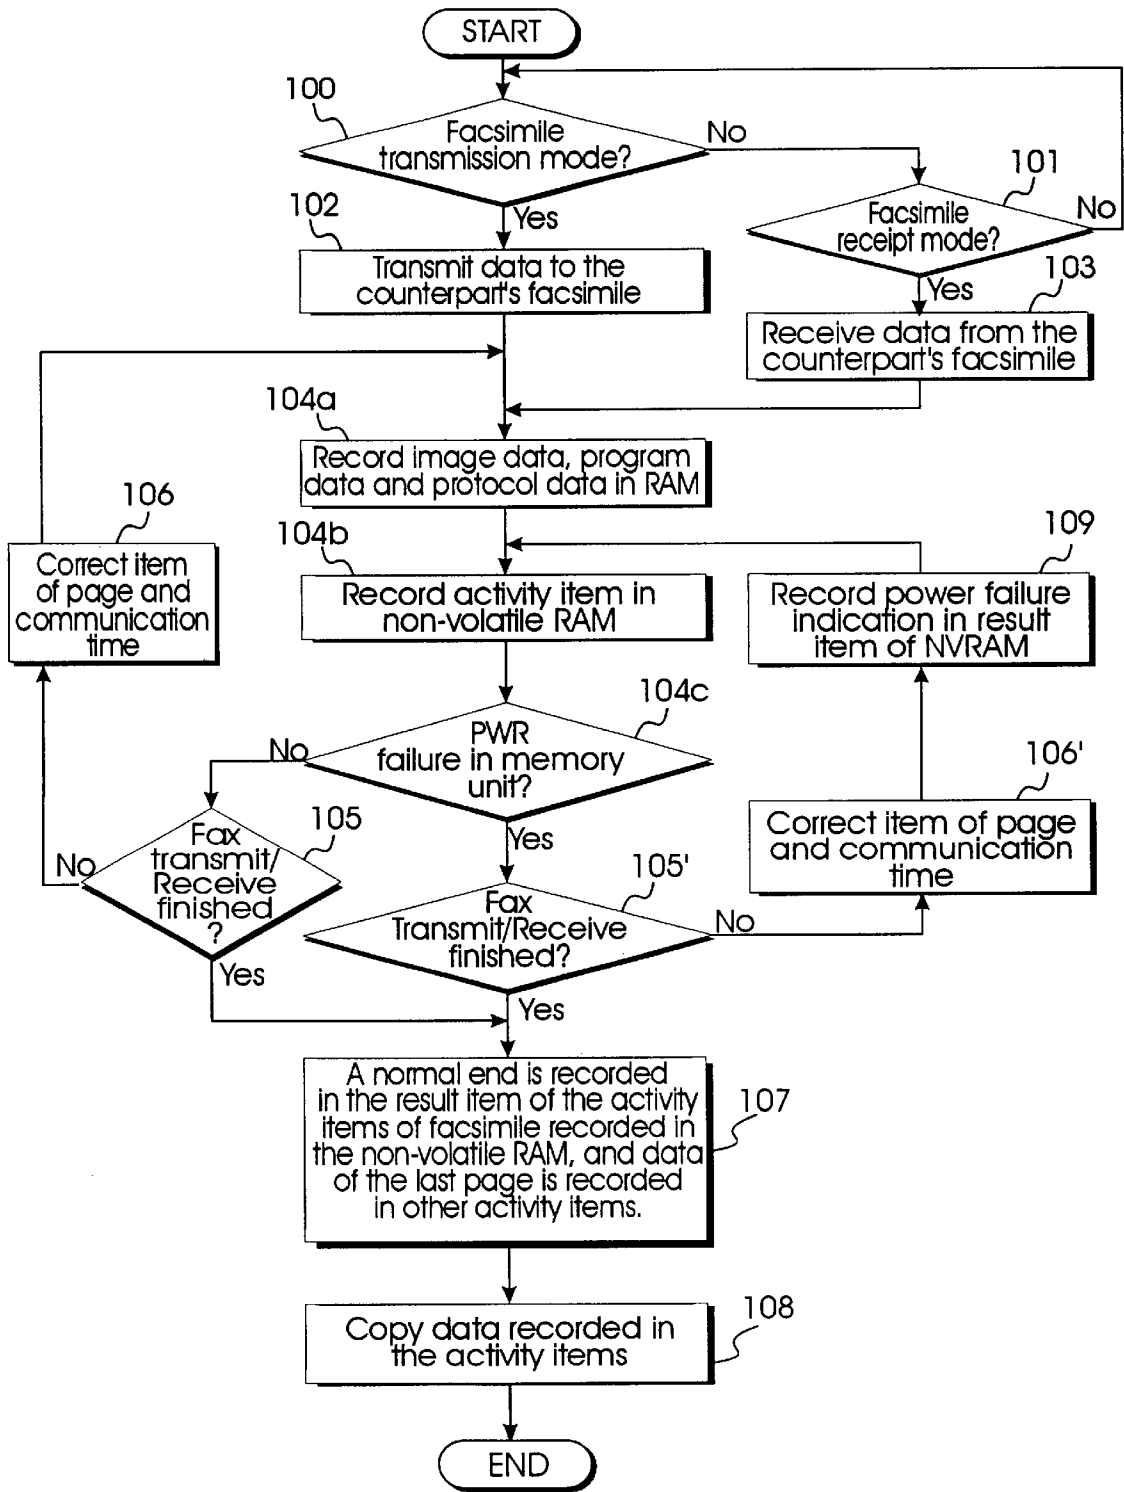 START
100
Facsimile
transmission mode?
No
101
Facsimile
receipt mode?
No
102
Yes
Transmit data to the
counterpart's facsimile
103
Yes
Receive data from the
counterpart's facsimile
104a
Record image data, program
data and protocol data in RAM
106
Correct item
of page and
communication
time
104b
Record activity item in
non-volatile RAM
109
Record power failure
indication in result
item of NVRAM
104c
PWR
failure in memory
unit?
No
Yes
106'
Correct item of page
and communication
time
105
Fax
transmit/
Receive
finished
?
No
Yes
105'
Fax
Transmit/Receive
finished?
No
Yes
A normal end is recorded
in the result item of the activity
items of facsimile recorded in
the non-volatile RAM, and data
of the last page is recorded
in other activity items.
107
Copy data recorded in
the activity items
108
END